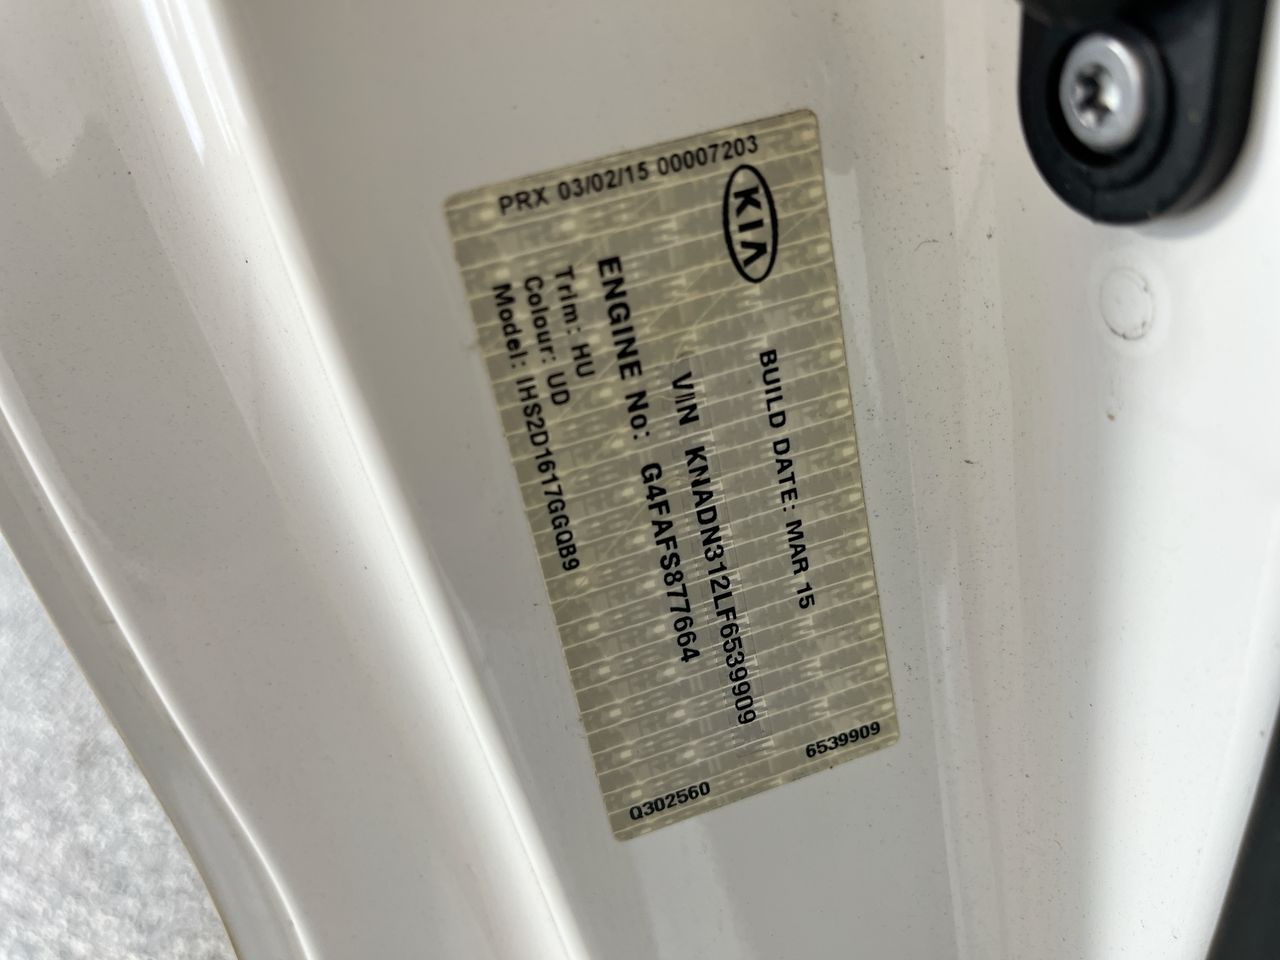 PRX 03/02/15 00007203
KIA
BUILD DATE: MAR 15
VIN KNADN312LF6539909
ENGINE No: G4FAFS877664
Trim: HU
Colour: UD
Model: IHS2D1617GGQB9
6539909
Q302560